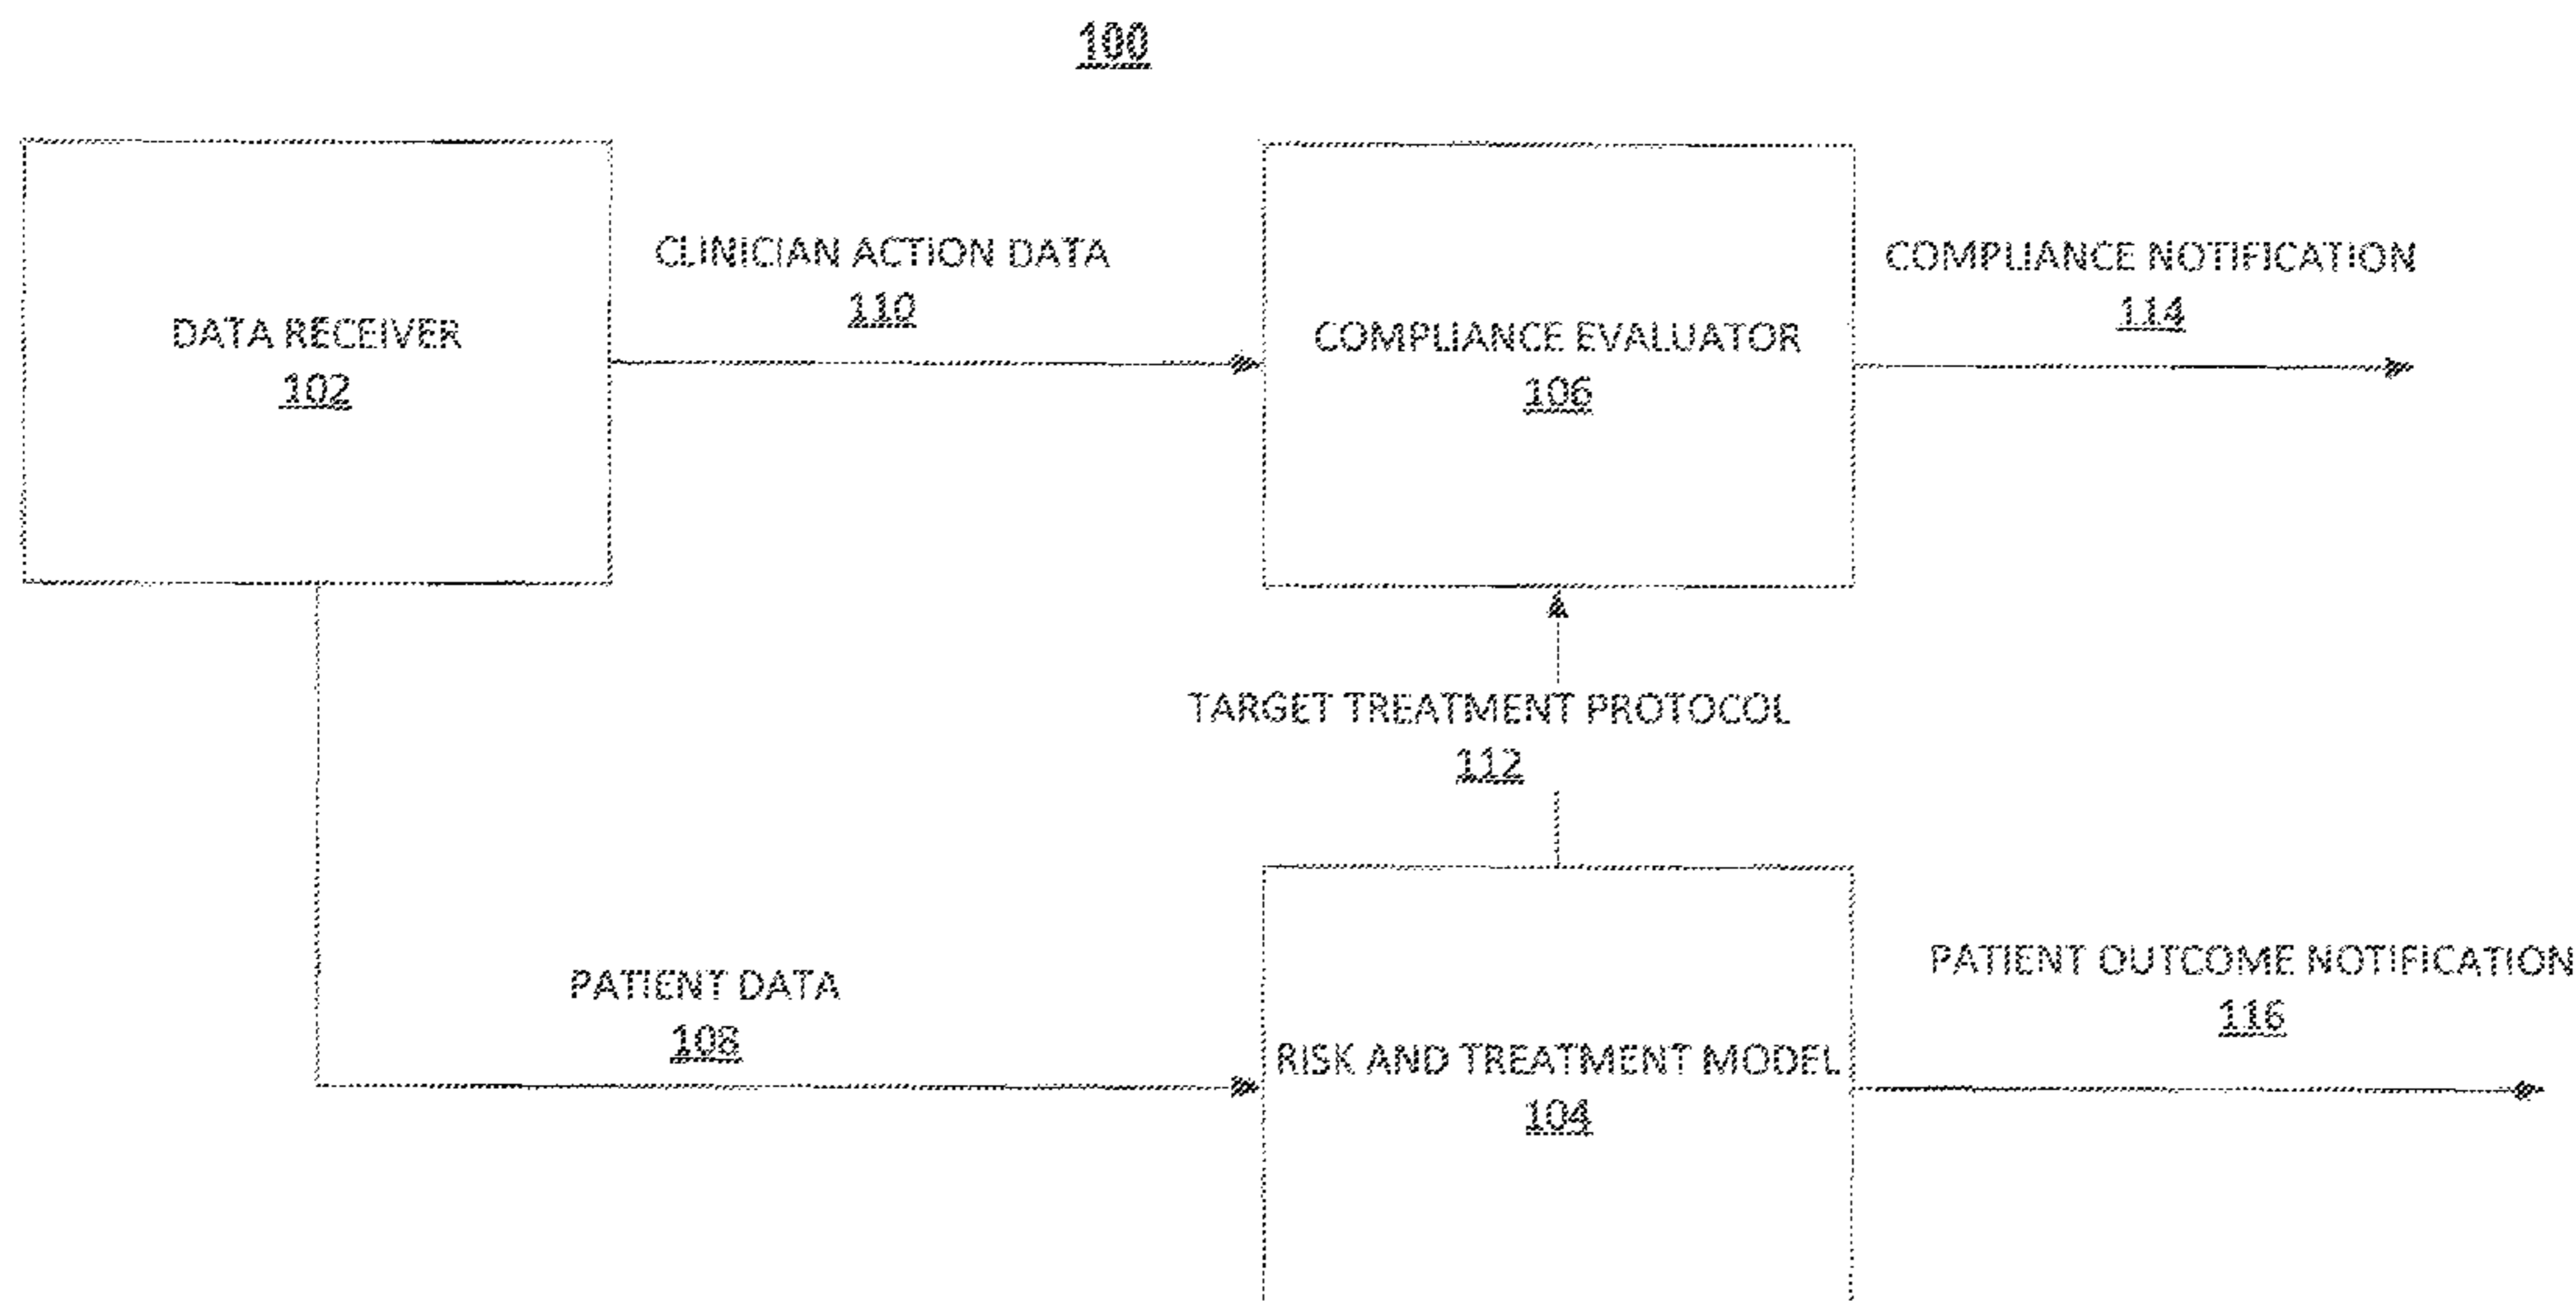 100
DATA RECEIVER
102
CLINICIAN ACTION DATA
110
COMPLIANCE EVALUATOR
106
COMPLIANCE NOTIFICATION
114
TARGET TREATMENT PROTOCOL
112
PATIENT DATA
108
RISK AND TREATMENT MODEL
104
PATIENT OUTCOME NOTIFICATION
116